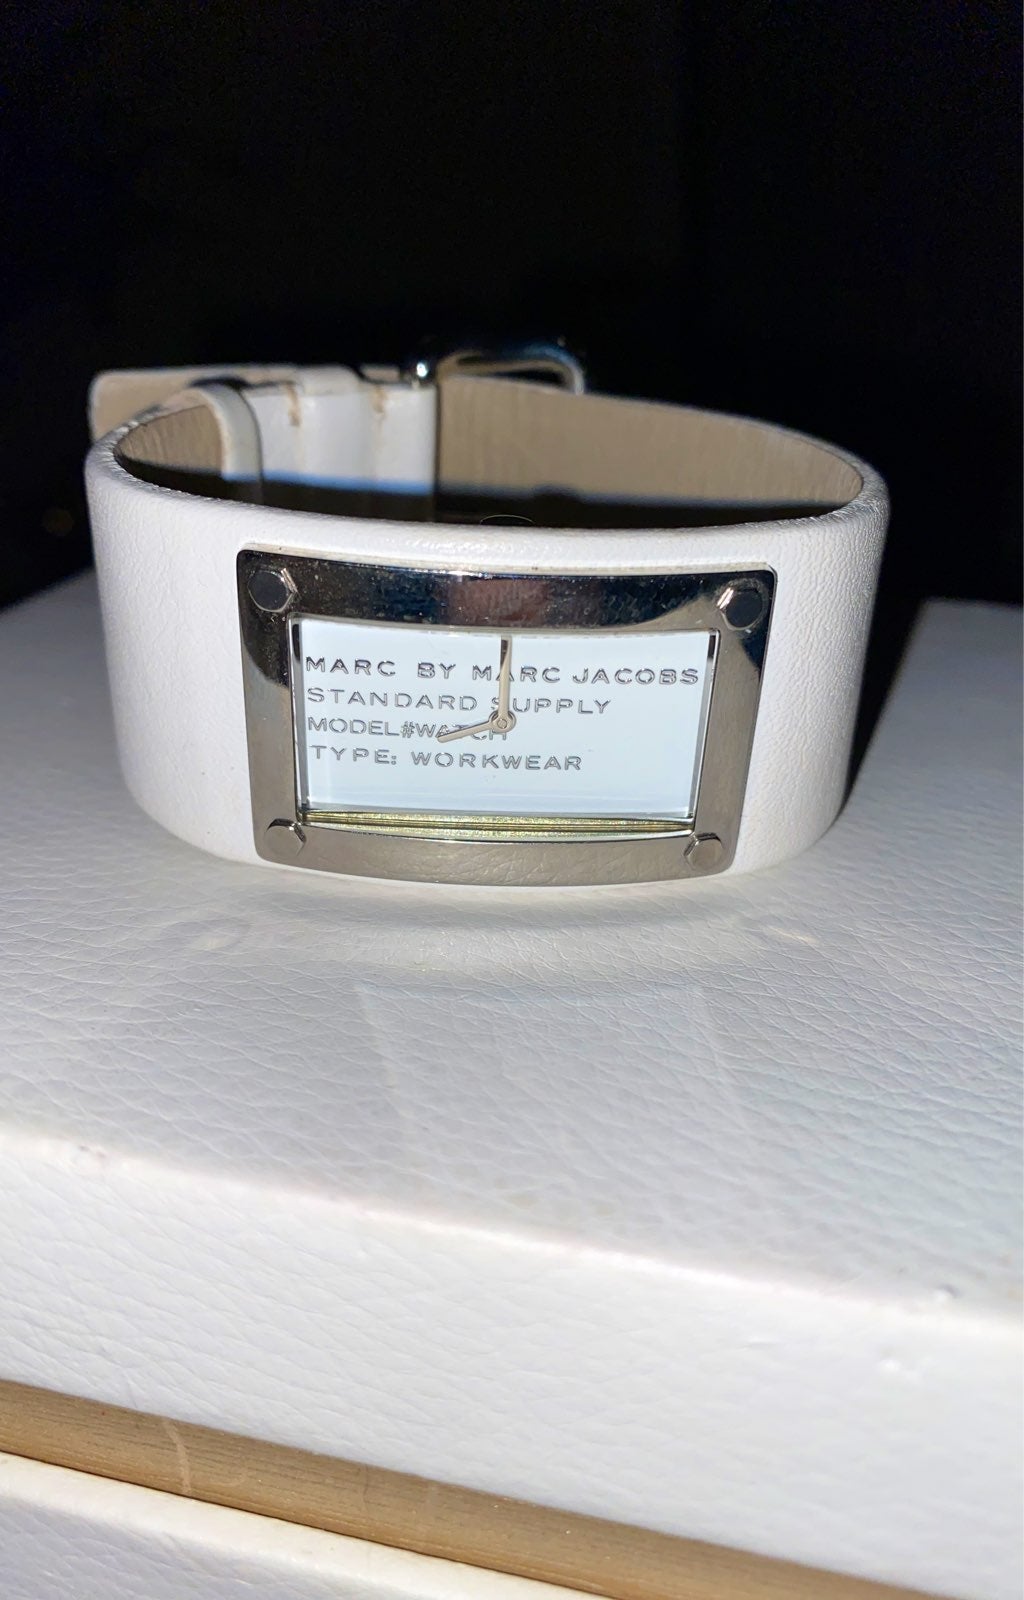 MARC BY MARC JACOBS
STANDARD SUPPLY
MODEL#WATCH
TYPE: WORKWEAR